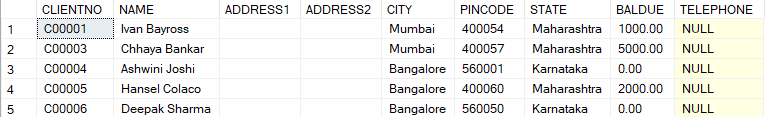 CLIENTNO NAME ADDRESS1 ADDRESS2 CITY PINCODE STATE BALDUE TELEPHONE
1 C00001 Ivan Bayross Mumbai 400054 Maharashtra 1000.00 NULL
2 C00003 Chhaya Bankar Mumbai 400057 Maharashtra 5000.00 NULL
3 C00004 Ashwini Joshi Bangalore 560001 Karnataka 0.00 NULL
4 C00005 Hansel Colaco Bangalore 400060 Maharashtra 2000.00 NULL
5 C00006 Deepak Sharma Bangalore 560050 Karnataka 0.00 NULL